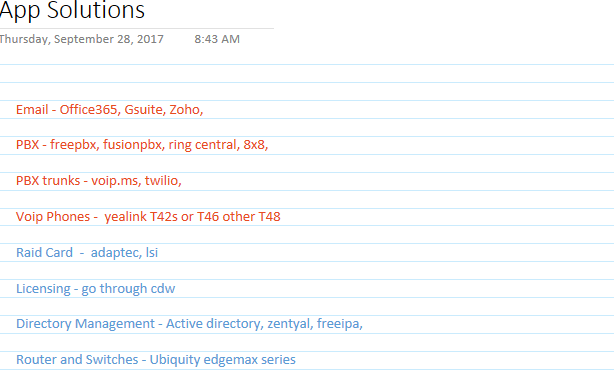 App Solutions
Thursday, September 28, 2017 8:43 AM
Email - Office365, Gsuite, Zoho,
PBX - freepbx, fusionpbx, ring central, 8x8,
PBX trunks - voip.ms, twilio,
Voip Phones - yealink T42s or T46 other T48
Raid Card - adaptec, lsi
Licensing - go through cdw
Directory Management - Active directory, zentyal, freeipa,
Router and Switches - Ubiquity edgemax series